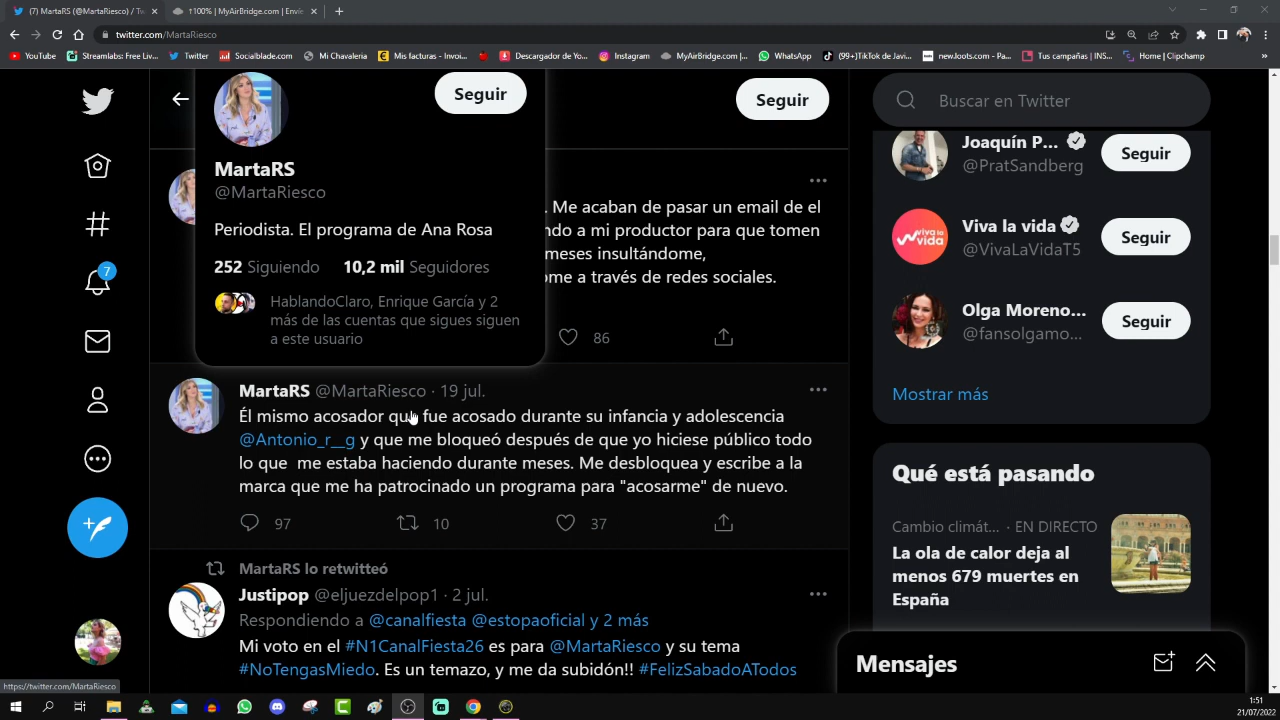 (7) MartaRS (@MartaRiesco) / Tw
↑100% | MyAirBridge.com | Envíe
twitter.com/MartaRiesco
YouTube
Streamlabs: Free Liv...
Twitter
Socialblade.com
Mi Chavaleria
Mis facturas – Invoi...
Descargador de Yo...
Instagram
MyAirBridge.com |...
WhatsApp
(99+)TikTok de Javi...
new.loots.com - Pa...
Tus campañas | INS...
Home | Clipchamp
»
Seguir
MartaRS
@MartaRiesco
Periodista. El programa de Ana Rosa
252 Siguiendo 10,2 mil Seguidores
HablandoClaro, Enrique García y 2
más de las cuentas que sigues siguen
a este usuario
Seguir
. Me acaban de pasar un email de el
ndo a mi productor para que tomen
meses insultándome,
ome a través de redes sociales.
86
MartaRS @MartaRiesco · 19 jul.
Él mismo acosador que fue acosado durante su infancia y adolescencia
@Antonio_r__g y que me bloqueó después de que yo hiciese público todo
lo que me estaba haciendo durante meses. Me desbloquea y escribe a la
marca que me ha patrocinado un programa para "acosarme" de nuevo.
97 10 37
MartaRS lo retwitteó
Justipop @eljuezdelpop1 · 2 jul.
Respondiendo a @canalfiesta @estopaoficial y 2 más
Mi voto en el #N1CanalFiesta26 es para @MartaRiesco y su tema
#NoTengasMiedo. Es un temazo, y me da subidón!! #FelizSabadoATodos
7
Buscar en Twitter
Joaquín P...
@PratSandberg
Seguir
Viva la vida
@VivaLaVidaT5
Seguir
Olga Moreno...
@fansolgamo...
Seguir
Mostrar más
Qué está pasando
Cambio climát... · EN DIRECTO
La ola de calor deja al
menos 679 muertes en
España
Mensajes
https://twitter.com/MartaRiesco
1:51
21/07/2022